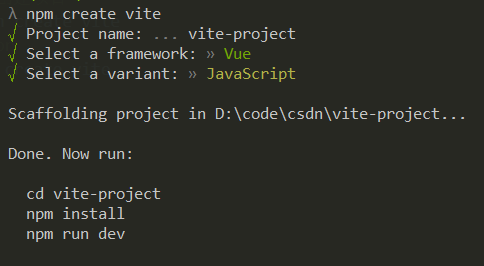 λ npm create vite
√ Project name: ... vite-project
√ Select a framework: » Vue
√ Select a variant: » JavaScript
Scaffolding project in D:\code\csdn\vite-project...
Done. Now run:
cd vite-project
npm install
npm run dev